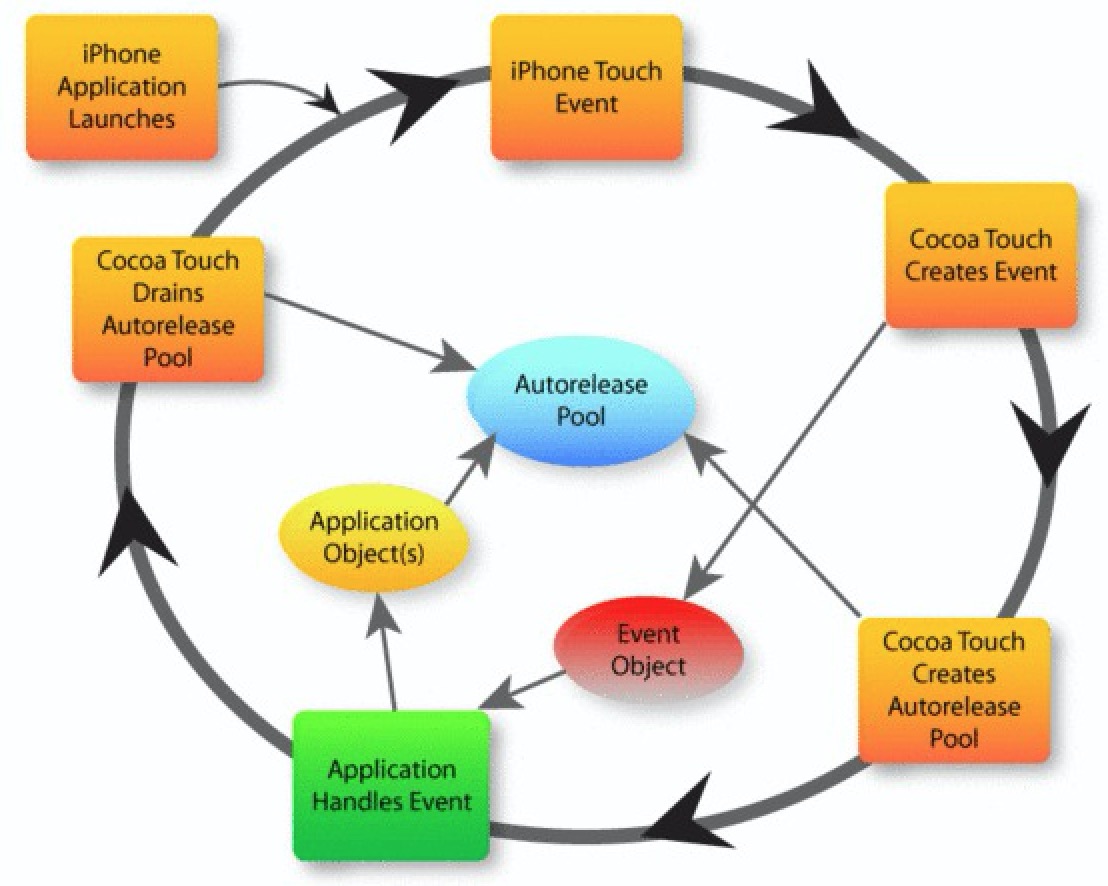 iPhone
Application
Launches
iPhone Touch
Event
Cocoa Touch
Creates Event
Cocoa Touch
Drains
Autorelease
Pool
Autorelease
Pool
Application
Object(s)
Event
Object
Cocoa Touch
Creates
Autorelease
Pool
Application
Handles Event